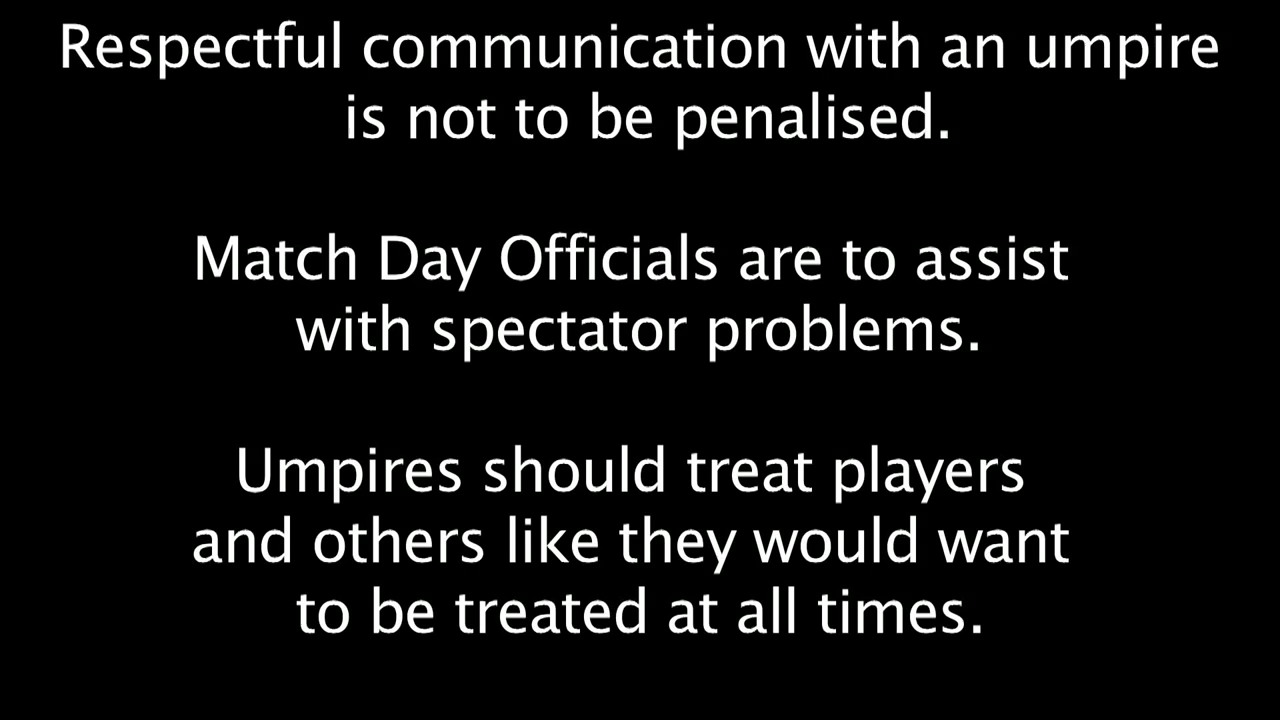 Respectful communication with an umpire
is not to be penalised.
Match Day Officials are to assist
with spectator problems.
Umpires should treat players
and others like they would want
to be treated at all times.